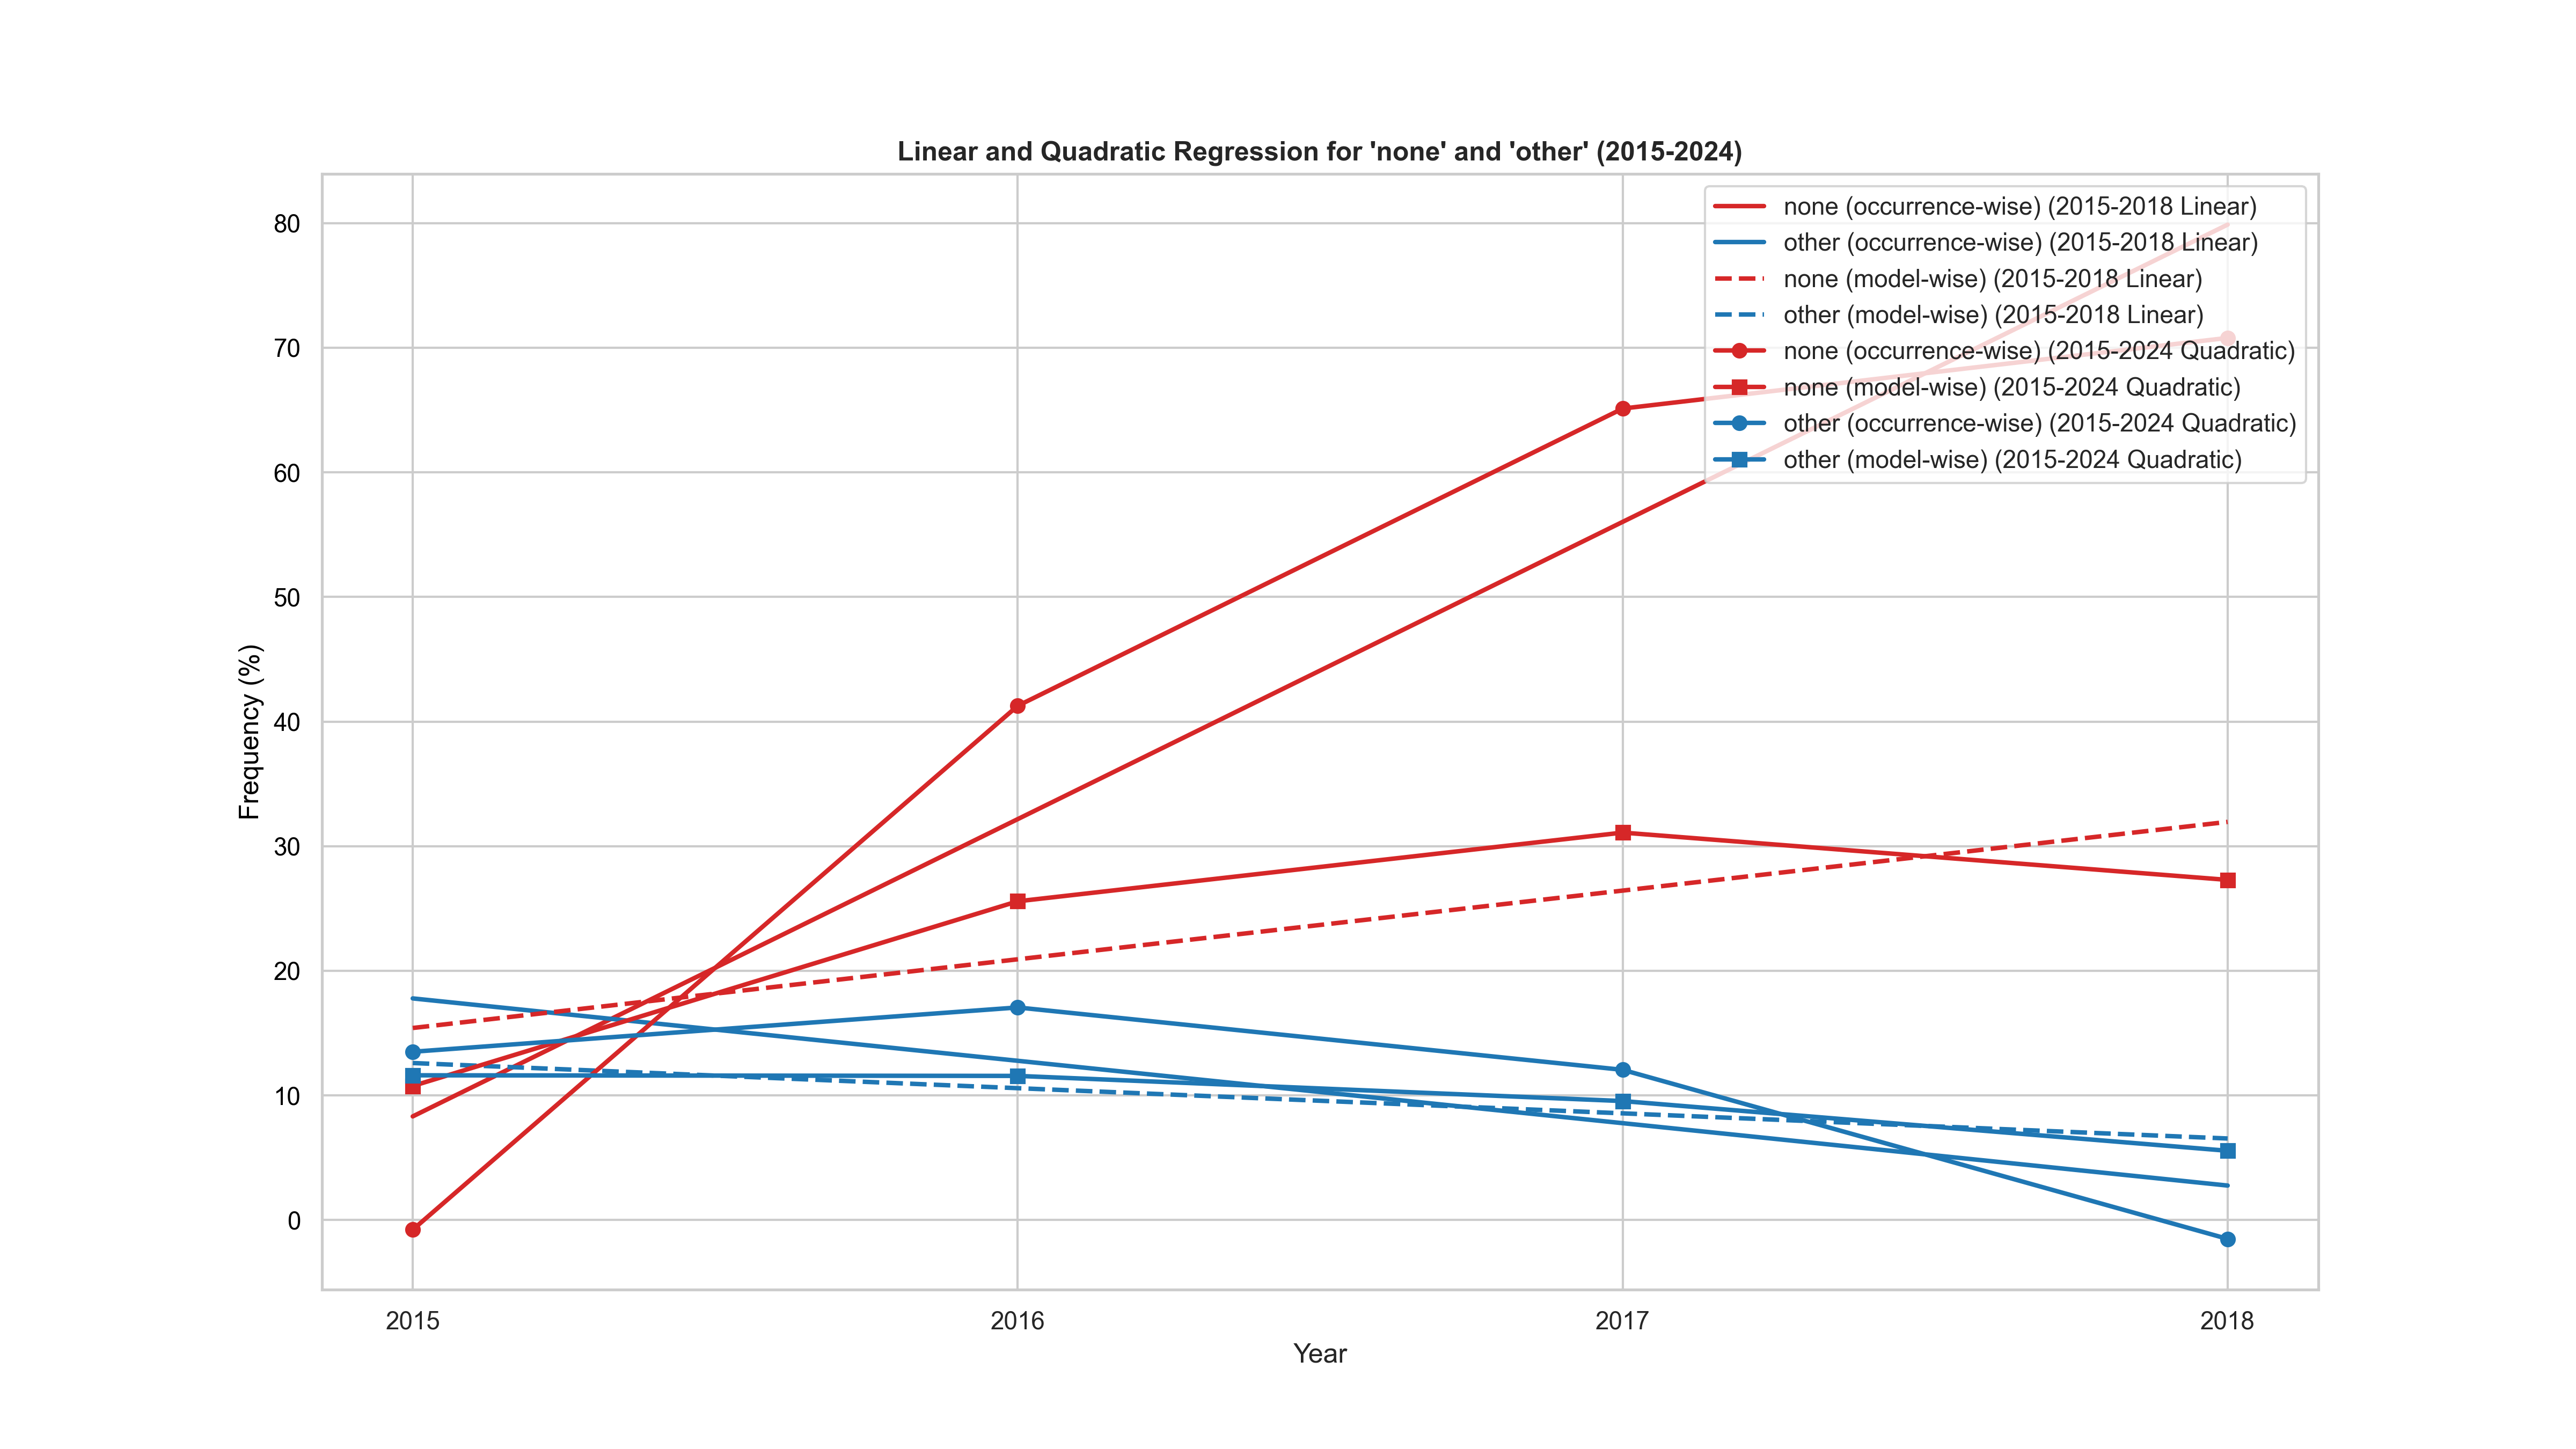 Linear and Quadratic Regression for 'none' and 'other' (2015-2024)
none (occurrence-wise) (2015-2018 Linear)
other (occurrence-wise) (2015-2018 Linear)
none (model-wise) (2015-2018 Linear)
other (model-wise) (2015-2018 Linear)
none (occurrence-wise) (2015-2024 Quadratic)
none (model-wise) (2015-2024 Quadratic)
other (occurrence-wise) (2015-2024 Quadratic)
other (model-wise) (2015-2024 Quadratic)
Frequency (%)
80
70
60
50
40
30
20
10
0
2015 2016 2017 2018
Year